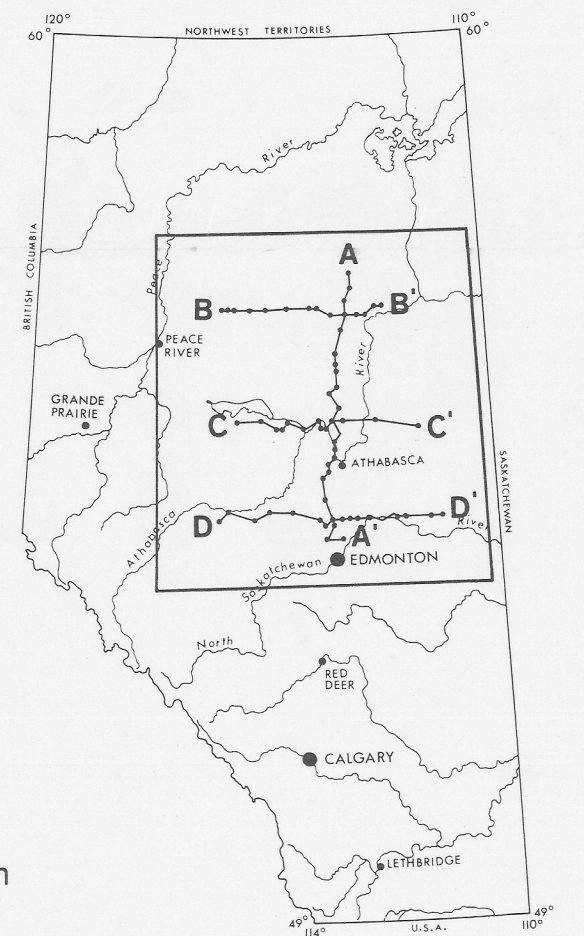 120°
110°
60°
NORTHWEST TERRITORIES
60°
River
BRITISH COLUMBIA
Peace
A
B
B'
PEACE
RIVER
River
GRANDE
PRAIRIE
C
C'
ATHABASCA
SASKATCHEWAN
D
D'
River
Athabasca
A'
EDMONTON
Saskatchewan
North
RED
DEER
CALGARY
LETHBRIDGE
n
49°
114°
U.S.A.
49°
110°